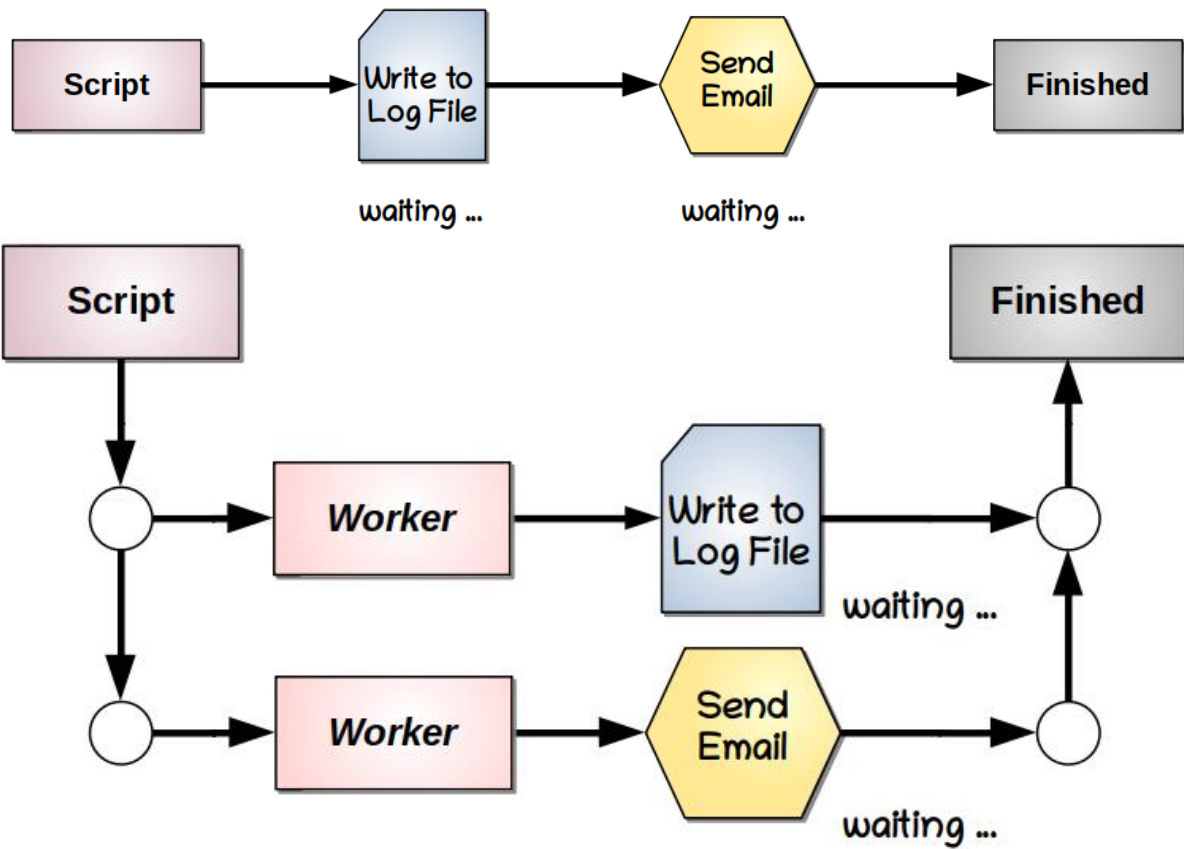 Script
Write to
Log File
Send
Email
Finished
waiting ...
waiting ...
Script
Finished
Worker
Write to
Log File
waiting ...
Worker
Send
Email
waiting ...